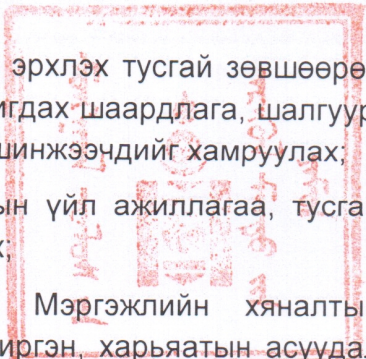 эрхлэх тусгай зөвшөөрө
игдах шаардлага, шалгуур
шинжээчдийг хамруулах;
ын үйл ажиллагаа, тусга
х;
Мэргэжлийн хяналты
иргэн, харьяатын асуудал